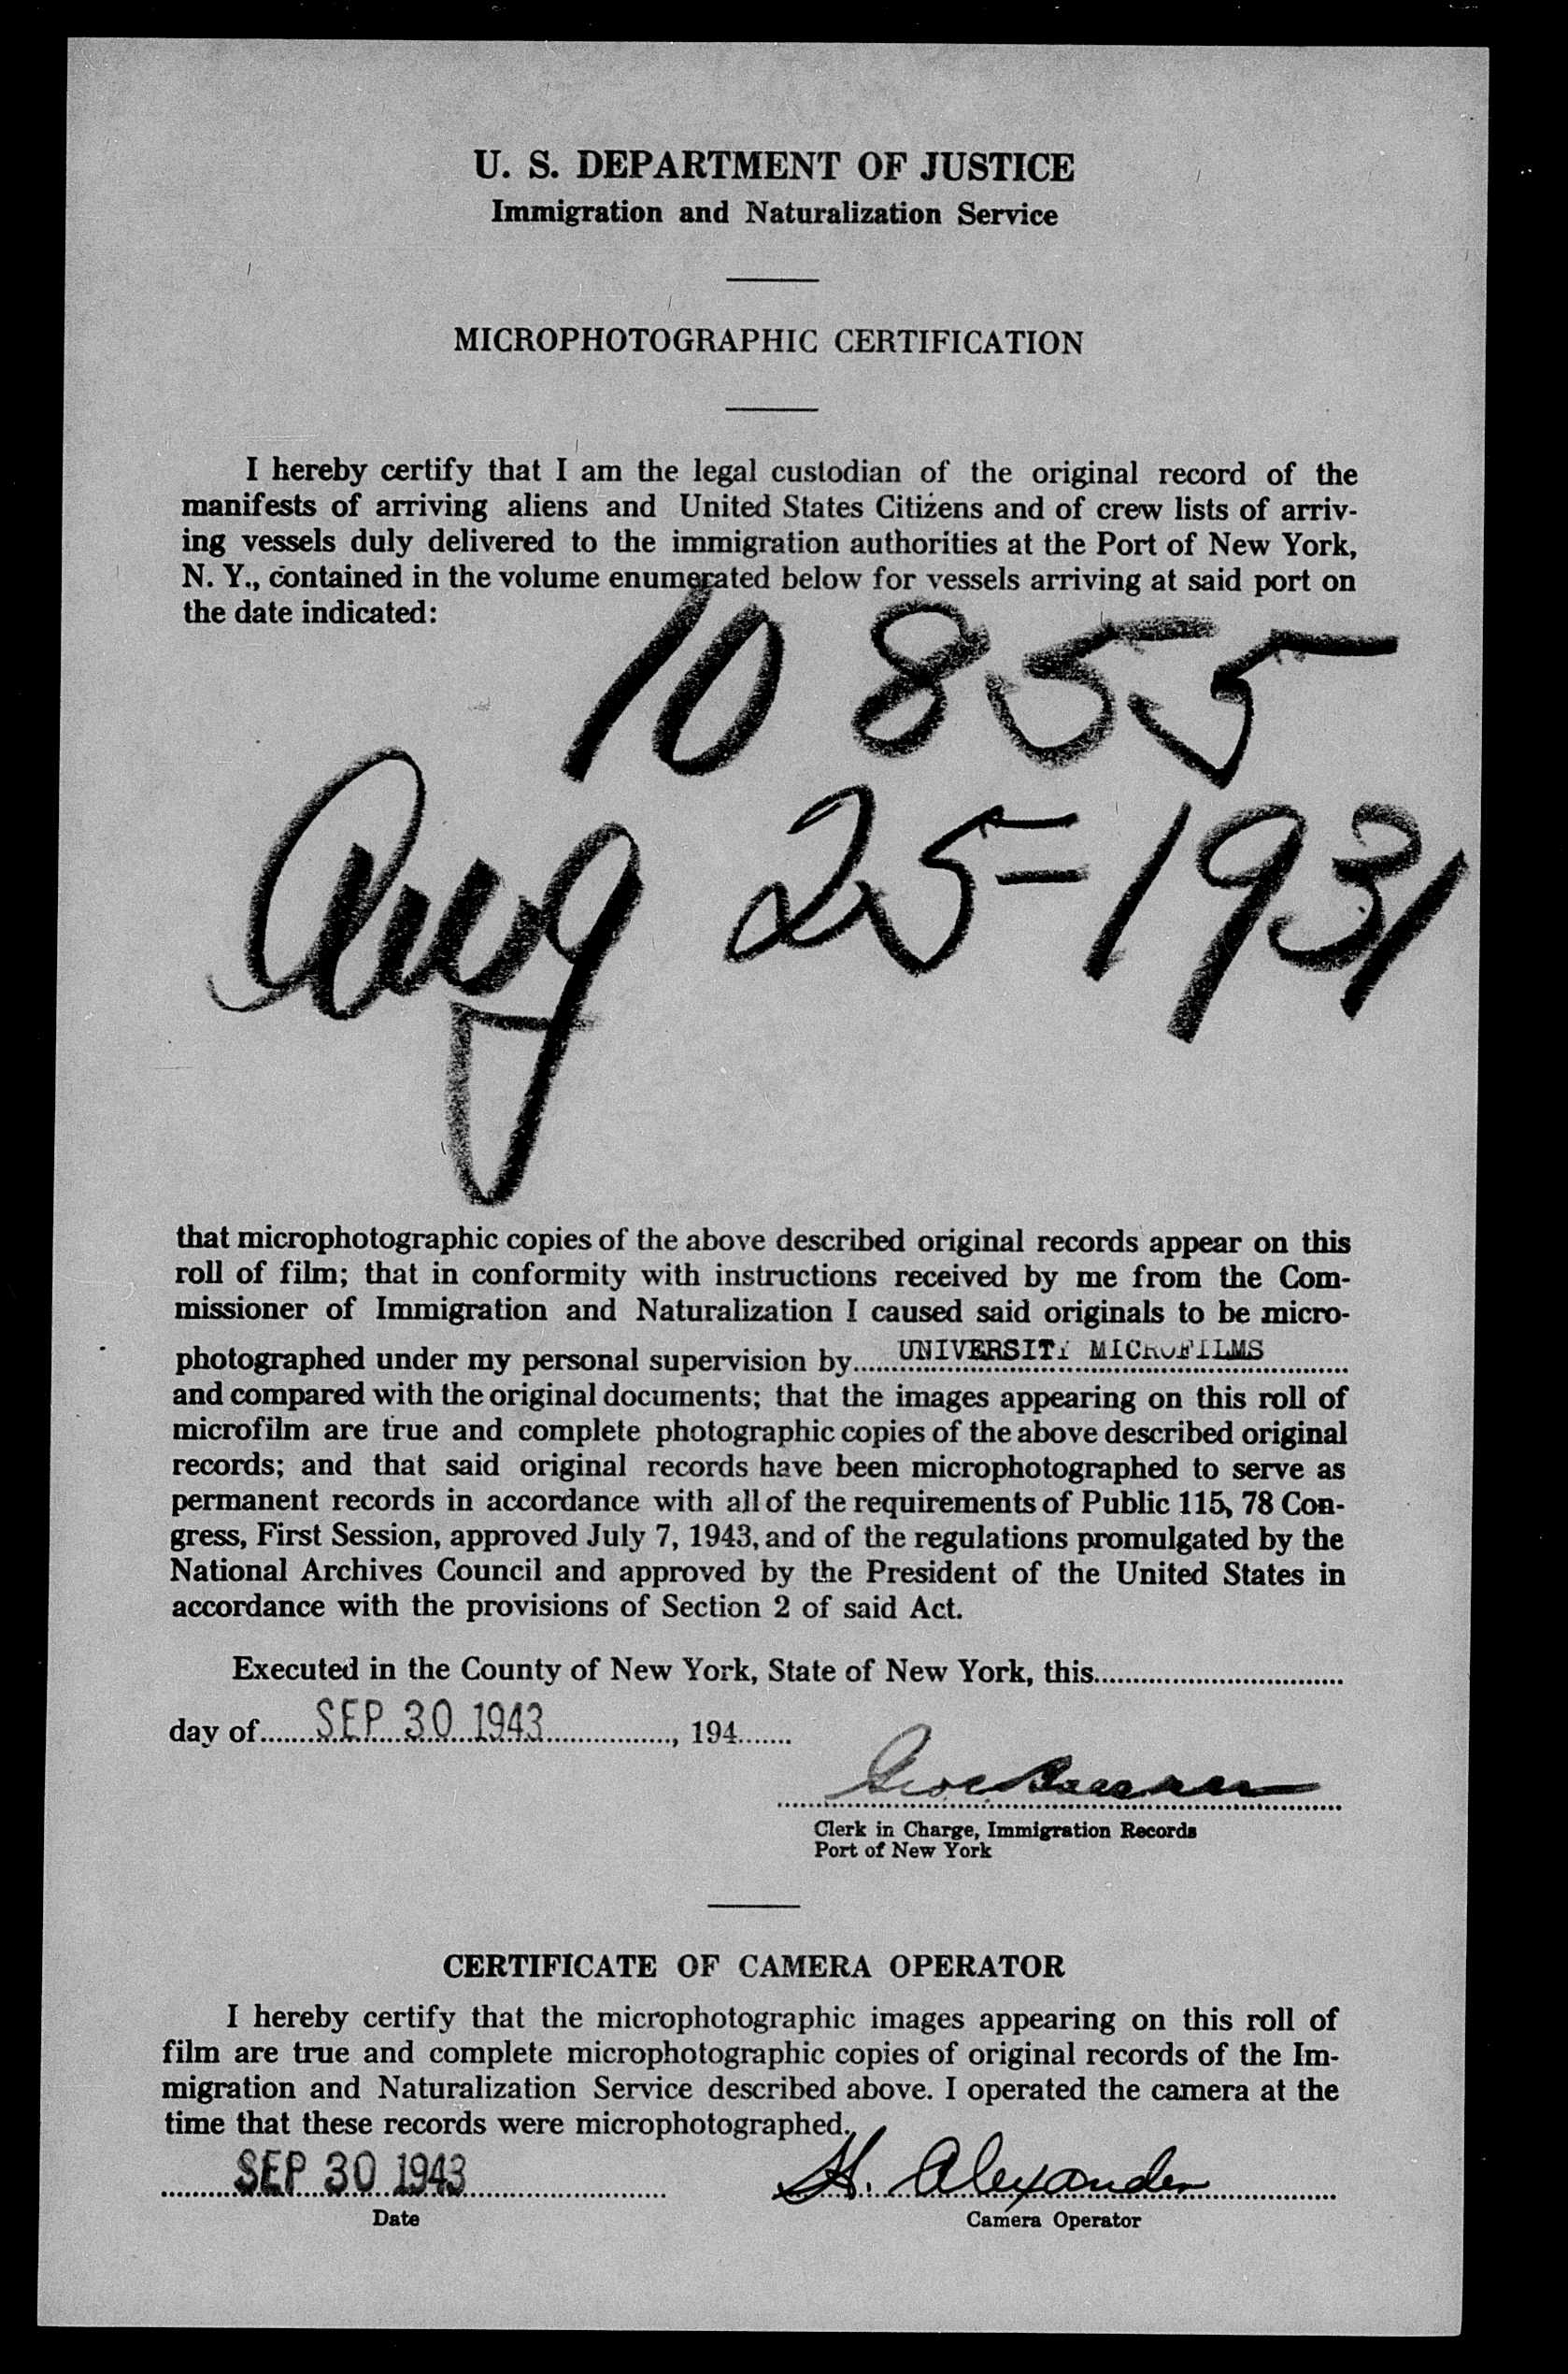 U. S. DEPARTMENT OF JUSTICE
Immigration and Naturalization Service
MICROPHOTOGRAPHIC CERTIFICATION
I hereby certify that I am the legal custodian of the original record of the
manifests of arriving aliens and United States Citizens and of crew lists of arriv-
ing vessels duly delivered to the immigration authorities at the Port of New York,
N. Y., contained in the volume enumerated below for vessels arriving at said port on
the date indicated:
10855
Aug 25-1931
that microphotographic copies of the above described original records appear on this
roll of film; that in conformity with instructions received by me from the Com-
missioner of Immigration and Naturalization I caused said originals to be micro-
photographed under my personal supervision by......UNIVERSITY MICROFILMS......
and compared with the original documents; that the images appearing on this roll of
microfilm are true and complete photographic copies of the above described original
records; and that said original records have been microphotographed to serve as
permanent records in accordance with all of the requirements of Public 115, 78 Con-
gress, First Session, approved July 7, 1943, and of the regulations promulgated by the
National Archives Council and approved by the President of the United States in
accordance with the provisions of Section 2 of said Act.
Executed in the County of New York, State of New York, this................................
day of.......SEP 30 1943.................., 194.......
Clerk in Charge, Immigration Records
Port of New York
CERTIFICATE OF CAMERA OPERATOR
I hereby certify that the microphotographic images appearing on this roll of
film are true and complete microphotographic copies of original records of the Im-
migration and Naturalization Service described above. I operated the camera at the
time that these records were microphotographed.
SEP 30 1943 H. Alexander
Date Camera Operator